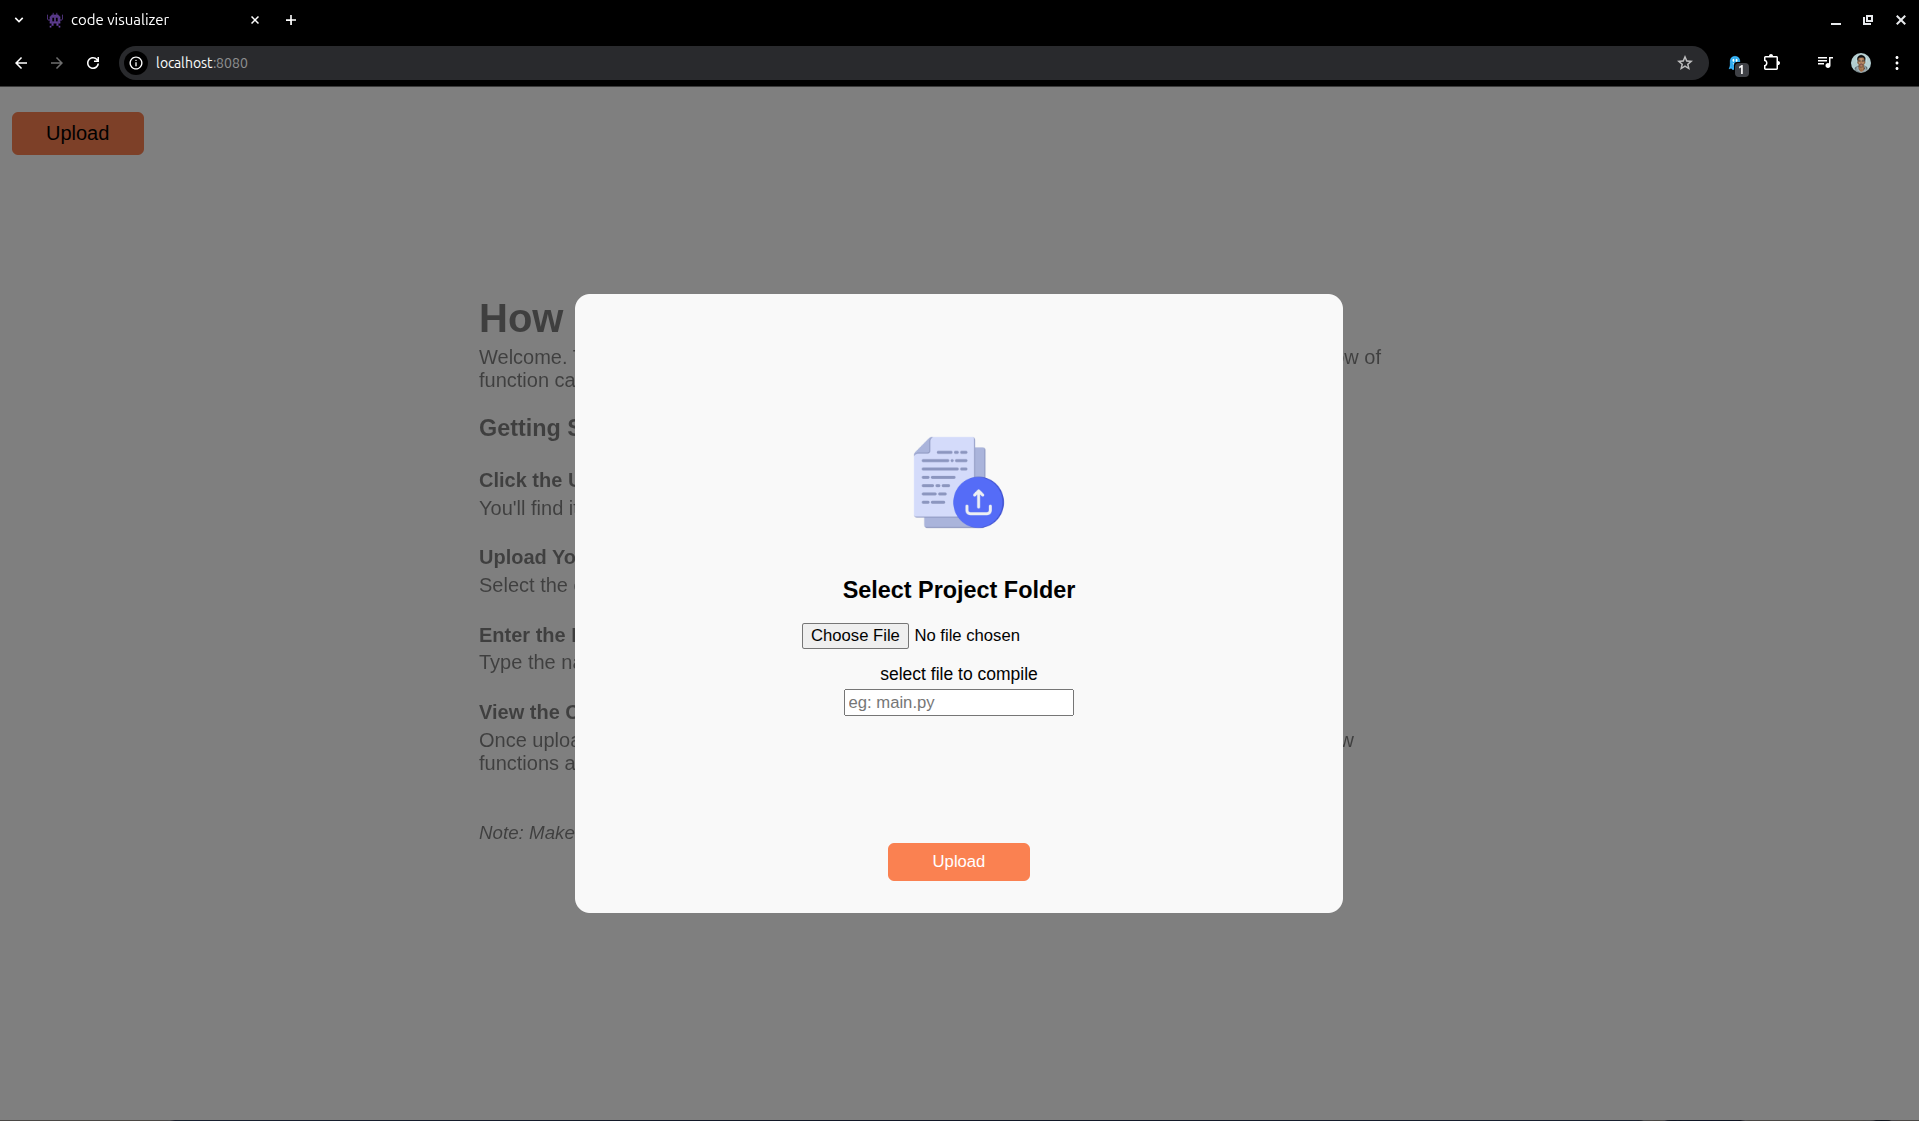 code visualizer
localhost:8080
1
Upload
How
Welcome.
w of
function ca
Getting S
Click the U
You'll find i
Upload Yo
Select the
Enter the
Type the na
View the C
Once uploa
w
functions a
Note: Make
Select Project Folder
Choose File No file chosen
select file to compile
eg: main.py
Upload